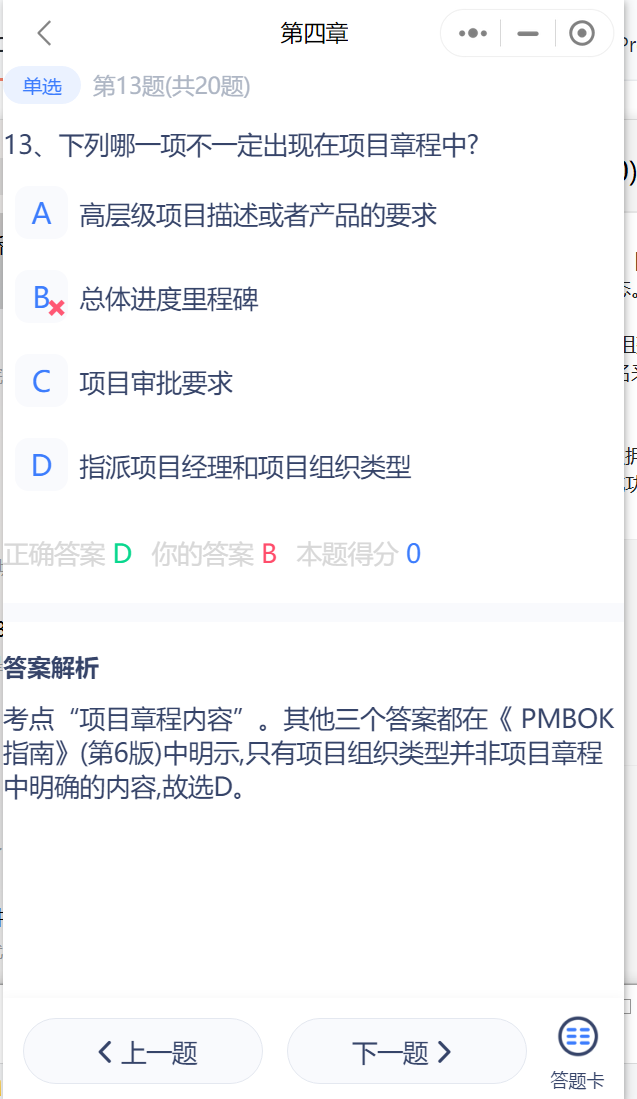 第四章
单选 第13题(共20题)
13、下列哪一项不一定出现在项目章程中?
A 高层级项目描述或者产品的要求
B 总体进度里程碑
C 项目审批要求
D 指派项目经理和项目组织类型
正确答案 D 你的答案 B 本题得分 0
答案解析
考点“项目章程内容”。其他三个答案都在《 PMBOK
指南》(第6版)中明示,只有项目组织类型并非项目章程
中明确的内容,故选D。
上一题 下一题
答题卡